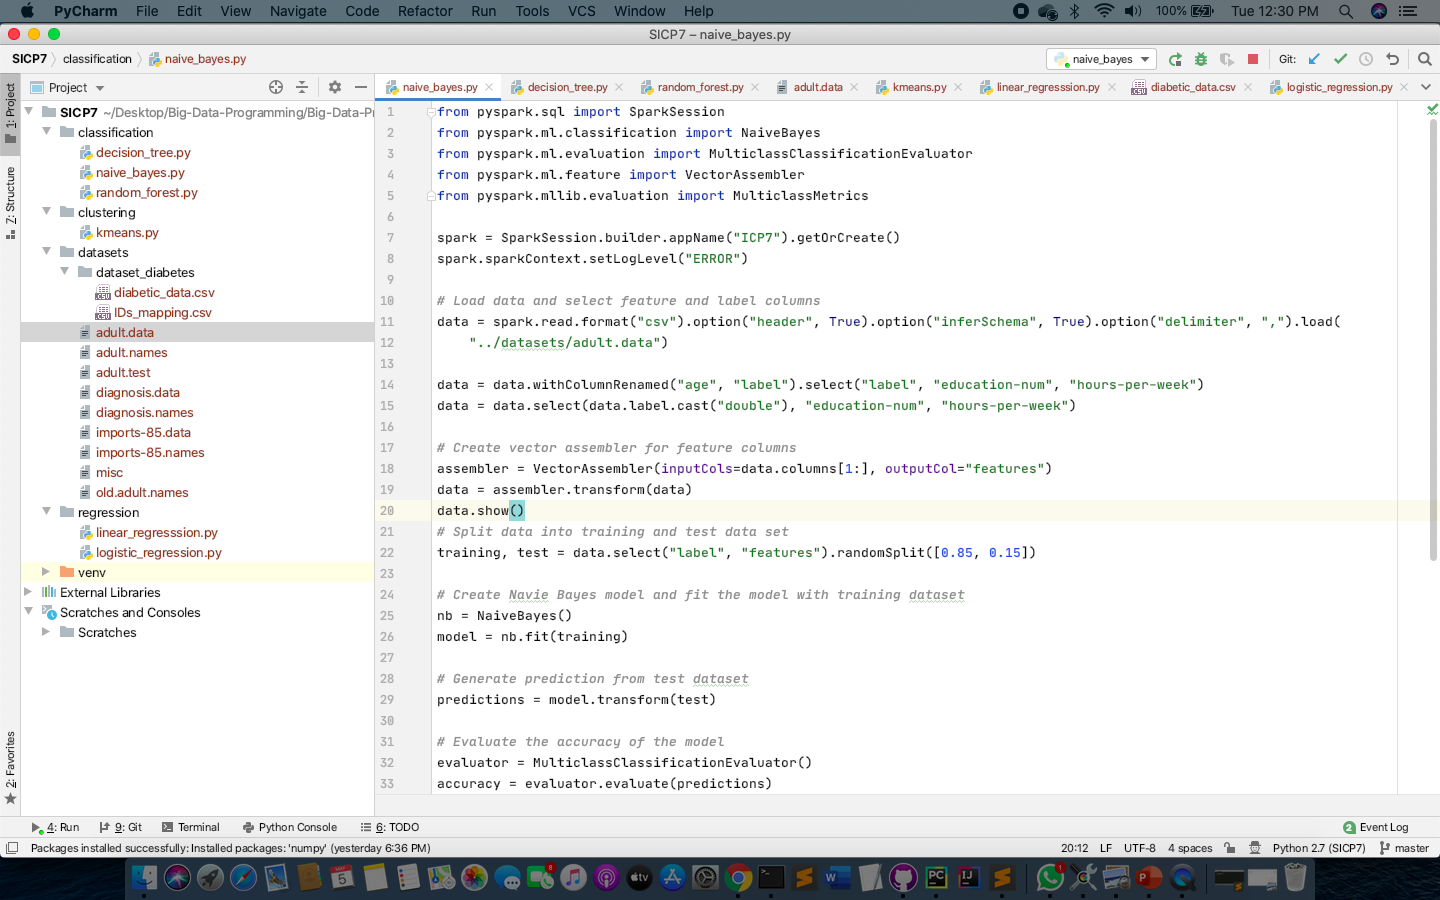 PyCharm File Edit View Navigate Code Refactor Run Tools VCS Window Help 100% Tue 12:30 PM
SICP7 – naive_bayes.py
SICP7 classification naive_bayes.py naive_bayes Git:
Project naive_bayes.py decision_tree.py random_forest.py adult.data kmeans.py linear_regresssion.py diabetic_data.csv logistic_regression.py
1: Project
7: Structure
2: Favorites
SICP7 ~/Desktop/Big-Data-Programming/Big-Data-P
classification
decision_tree.py
naive_bayes.py
random_forest.py
clustering
kmeans.py
datasets
dataset_diabetes
diabetic_data.csv
IDs_mapping.csv
adult.data
adult.names
adult.test
diagnosis.data
diagnosis.names
imports-85.data
imports-85.names
misc
old.adult.names
regression
linear_regresssion.py
logistic_regression.py
venv
External Libraries
Scratches and Consoles
Scratches
1 from pyspark.sql import SparkSession
2 from pyspark.ml.classification import NaiveBayes
3 from pyspark.ml.evaluation import MulticlassClassificationEvaluator
4 from pyspark.ml.feature import VectorAssembler
5 from pyspark.mllib.evaluation import MulticlassMetrics
6
7 spark = SparkSession.builder.appName("ICP7").getOrCreate()
8 spark.sparkContext.setLogLevel("ERROR")
9
10 # Load data and select feature and label columns
11 data = spark.read.format("csv").option("header", True).option("inferSchema", True).option("delimiter", ",").load(
12 "../datasets/adult.data")
13
14 data = data.withColumnRenamed("age", "label").select("label", "education-num", "hours-per-week")
15 data = data.select(data.label.cast("double"), "education-num", "hours-per-week")
16
17 # Create vector assembler for feature columns
18 assembler = VectorAssembler(inputCols=data.columns[1:], outputCol="features")
19 data = assembler.transform(data)
20 data.show()
21 # Split data into training and test data set
22 training, test = data.select("label", "features").randomSplit([0.85, 0.15])
23
24 # Create Navie Bayes model and fit the model with training dataset
25 nb = NaiveBayes()
26 model = nb.fit(training)
27
28 # Generate prediction from test dataset
29 predictions = model.transform(test)
30
31 # Evaluate the accuracy of the model
32 evaluator = MulticlassClassificationEvaluator()
33 accuracy = evaluator.evaluate(predictions)
4: Run 9: Git Terminal Python Console 6: TODO 2 Event Log
Packages installed successfully: Installed packages: 'numpy' (yesterday 6:36 PM) 20:12 LF UTF-8 4 spaces Python 2.7 (SICP7) master
5 8 tv PC IJ 1